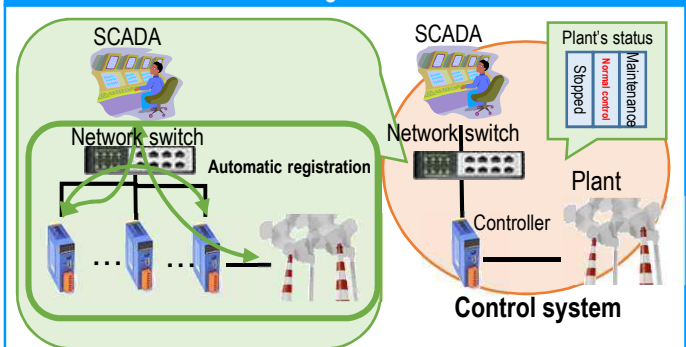 SCADA
Network switch
Automatic registration
...
...
SCADA
Network switch
Controller
Plant
Control system
Plant's status
Stopped
Normal control
Maintenance